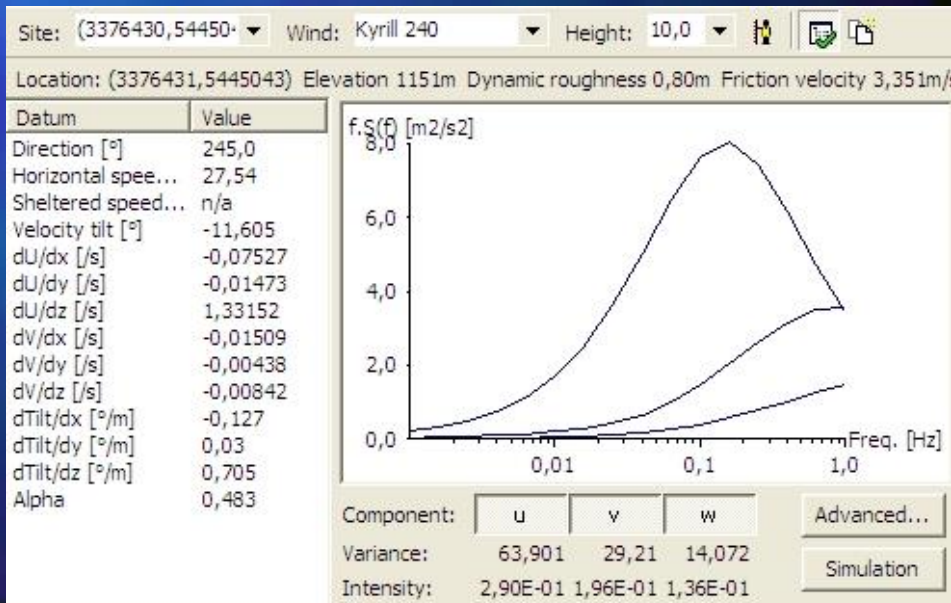 Site: (3376430,54450 Wind: Kyrill 240 Height: 10,0
Location: (3376431,5445043) Elevation 1151m Dynamic roughness 0,80m Friction velocity 3,351m/s
Datum Value
Direction [°] 245,0
Horizontal spee... 27,54
Sheltered speed... n/a
Velocity tilt [°] -11,605
dU/dx [/s] -0,07527
dU/dy [/s] -0,01473
dU/dz [/s] 1,33152
dV/dx [/s] -0,01509
dV/dy [/s] -0,00438
dV/dz [/s] -0,00842
dTilt/dx [°/m] -0,127
dTilt/dy [°/m] 0,03
dTilt/dz [°/m] 0,705
Alpha 0,483
f.S(f) [m2/s2]
8,0
6,0
4,0
2,0
0,0
Freq. [Hz]
0,01 0,1 1,0
Component: u v w Advanced...
Variance: 63,901 29,21 14,072
Simulation
Intensity: 2,90E-01 1,96E-01 1,36E-01